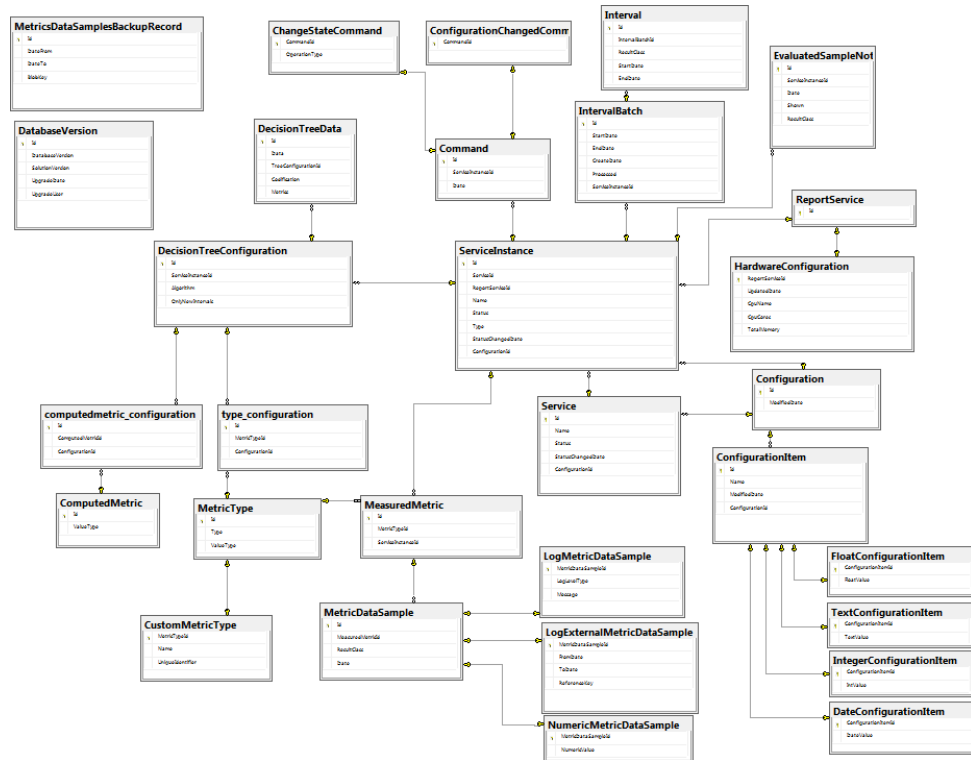 MetricsDataSamplesBackupRecord
Id
DateFrom
DateTo
BlobKey
ChangeStateCommand
CommandId
OperationType
ConfigurationChangedComm
CommandId
Interval
Id
IntervalBatchId
ResultClass
StartDate
EndDate
EvaluatedSampleNot
Id
ServiceInstanceId
Date
Shown
ResultClass
DatabaseVersion
Id
DatabaseVersion
SolutionVersion
UpgradeDate
UpgradeUser
DecisionTreeData
Id
Data
TreeConfigurationId
Codification
Metrics
Command
Id
ServiceInstanceId
Date
IntervalBatch
Id
StartDate
EndDate
CreateDate
Processed
ServiceInstanceId
ReportService
Id
DecisionTreeConfiguration
Id
ServiceInstanceId
Algorithm
OnlyNewIntervals
ServiceInstance
Id
ServiceId
ReportServiceId
Name
Status
Type
StatusChangedDate
ConfigurationId
HardwareConfiguration
ReportServiceId
UpdatedDate
CpuName
CpuCores
TotalMemory
Configuration
Id
ModifiedDate
computedmetric_configuration
Id
ComputedMetricId
ConfigurationId
type_configuration
Id
MetricTypeId
ConfigurationId
Service
Id
Name
Status
StatusChangedDate
ConfigurationId
ConfigurationItem
Id
Name
ModifiedDate
ConfigurationId
ComputedMetric
Id
ValueType
MetricType
Id
Type
ValueType
MeasuredMetric
Id
MetricTypeId
ServiceInstanceId
LogMetricDataSample
MetricDataSampleId
LogLevelType
Message
FloatConfigurationItem
ConfigurationItemId
RealValue
CustomMetricType
MetricTypeId
Name
UniqueIdentifier
MetricDataSample
Id
MeasuredMetricId
ResultClass
Date
LogExternalMetricDataSample
MetricDataSampleId
FromDate
ToDate
ReferenceKey
TextConfigurationItem
ConfigurationItemId
TextValue
IntegerConfigurationItem
ConfigurationItemId
IntValue
NumericMetricDataSample
MetricDataSampleId
NumericValue
DateConfigurationItem
ConfigurationItemId
DateValue